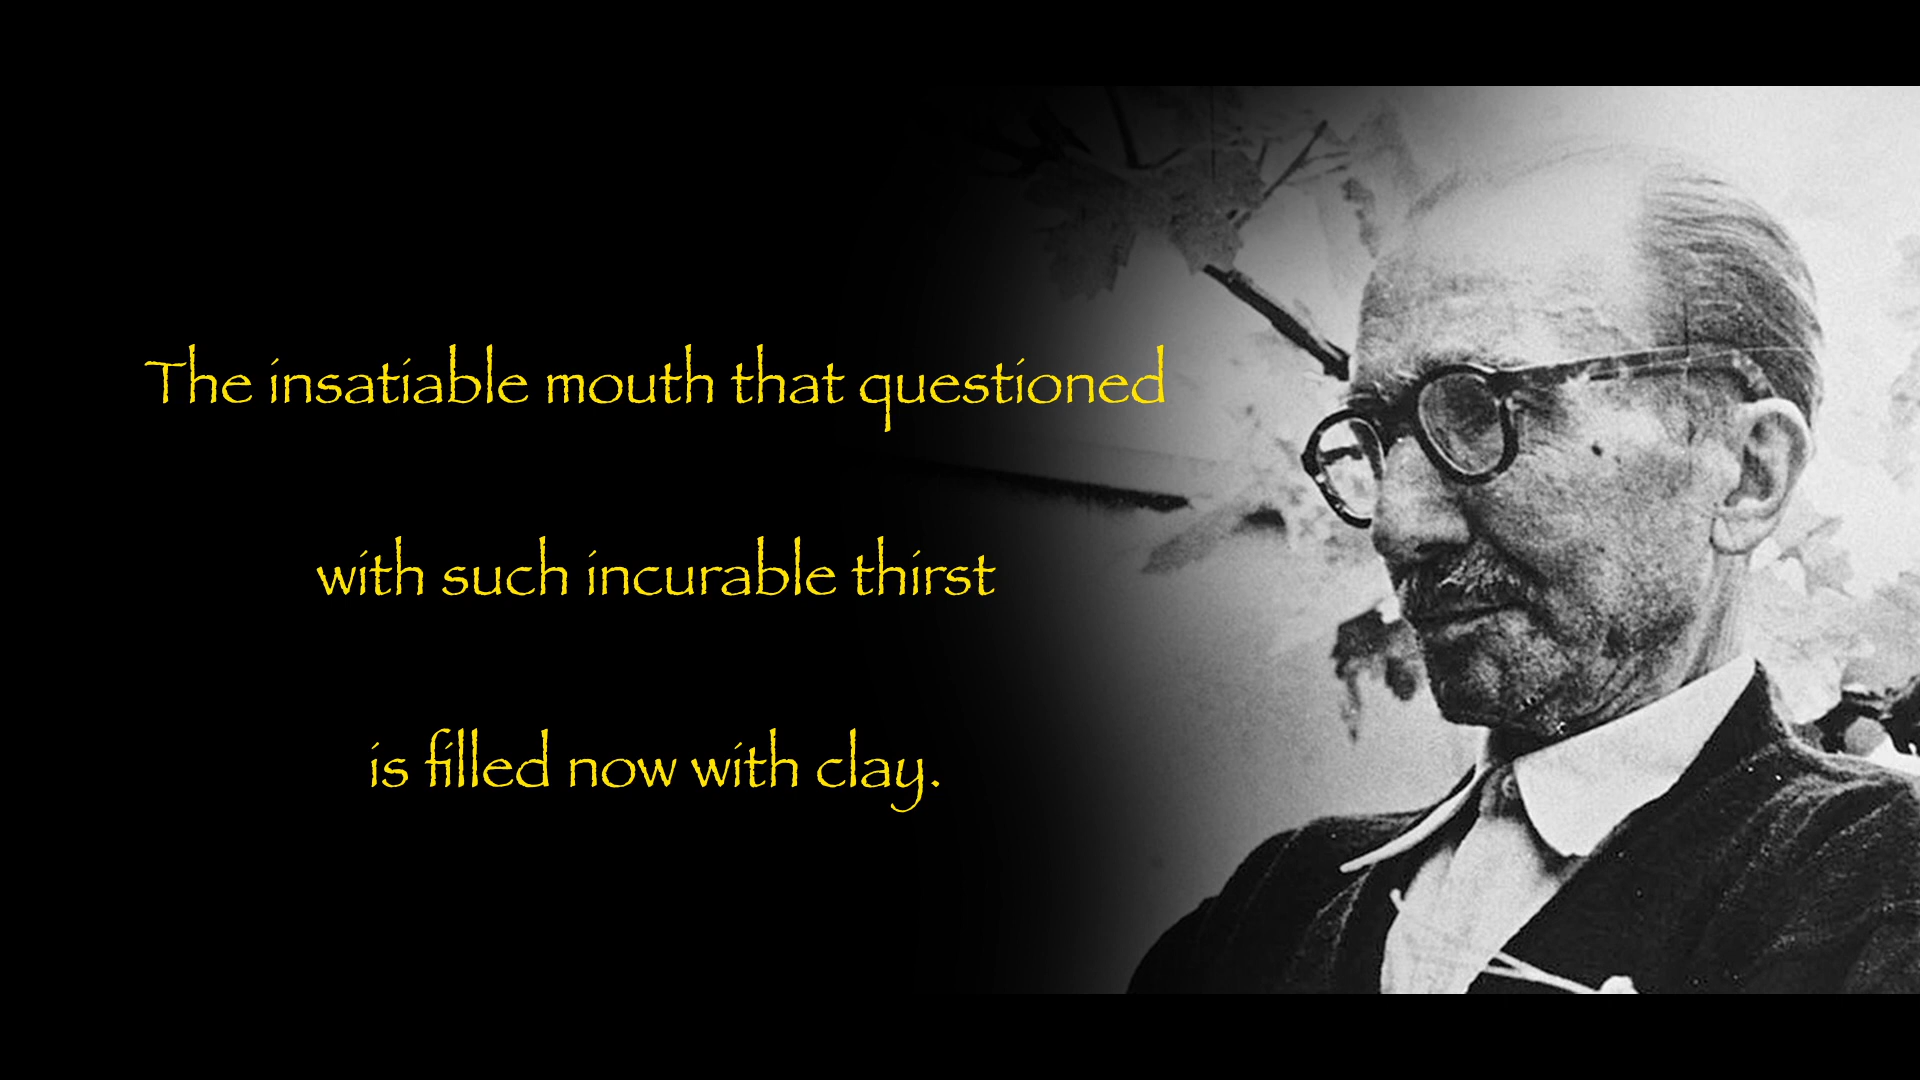 The insatiable mouth that questioned
with such incurable thirst
is filled now with clay.